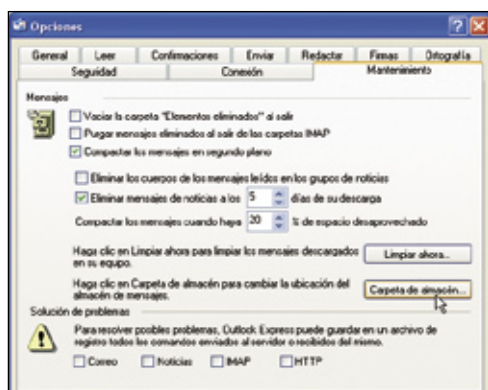 Opciones
General Leer Confirmaciones Enviar Redactar Firmas Ortografía
Seguridad Conexión Mantenimiento
Mensajes
Vaciar la carpeta "Elementos eliminados" al salir
Purgar mensajes eliminados al salir de las carpetas IMAP
Compactar los mensajes en segundo plano
Eliminar los cuerpos de los mensajes leídos en los grupos de noticias
Eliminar mensajes de noticias a los 5 días de su descarga
Compactar los mensajes cuando haya 20 % de espacio desaprovechado
Haga clic en Limpiar ahora para limpiar los mensajes descargados
en su equipo.
Limpiar ahora...
Haga clic en Carpeta de almacén para cambiar la ubicación del
almacén de mensajes.
Carpeta de almacén...
Solución de problemas
Para resolver posibles problemas, Outlook Express puede guardar en un archivo de
registro todos los comandos enviados al servidor o recibidos del mismo.
Correo Noticias IMAP HTTP